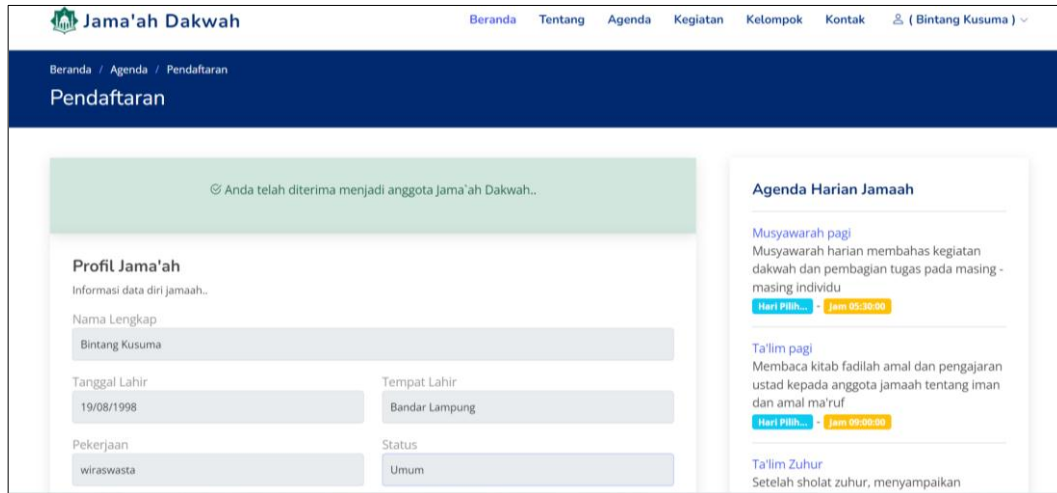 Jama'ah Dakwah
Beranda Tentang Agenda Kegiatan Kelompok Kontak ( Bintang Kusuma )
Beranda / Agenda / Pendaftaran
Pendaftaran
Anda telah diterima menjadi anggota Jama`ah Dakwah..
Profil Jama'ah
Informasi data diri jamaah..
Nama Lengkap
Bintang Kusuma
Tanggal Lahir Tempat Lahir
19/08/1998 Bandar Lampung
Pekerjaan Status
wiraswasta Umum
Agenda Harian Jamaah
Musyawarah pagi
Musyawarah harian membahas kegiatan
dakwah dan pembagian tugas pada masing -
masing individu
Hari Pilih... - Jam 05:30:00
Ta'lim pagi
Membaca kitab fadilah amal dan pengajaran
ustad kepada anggota jamaah tentang iman
dan amal ma'ruf
Hari Pilih... - Jam 09:00:00
Ta'lim Zuhur
Setelah sholat zuhur, menyampaikan